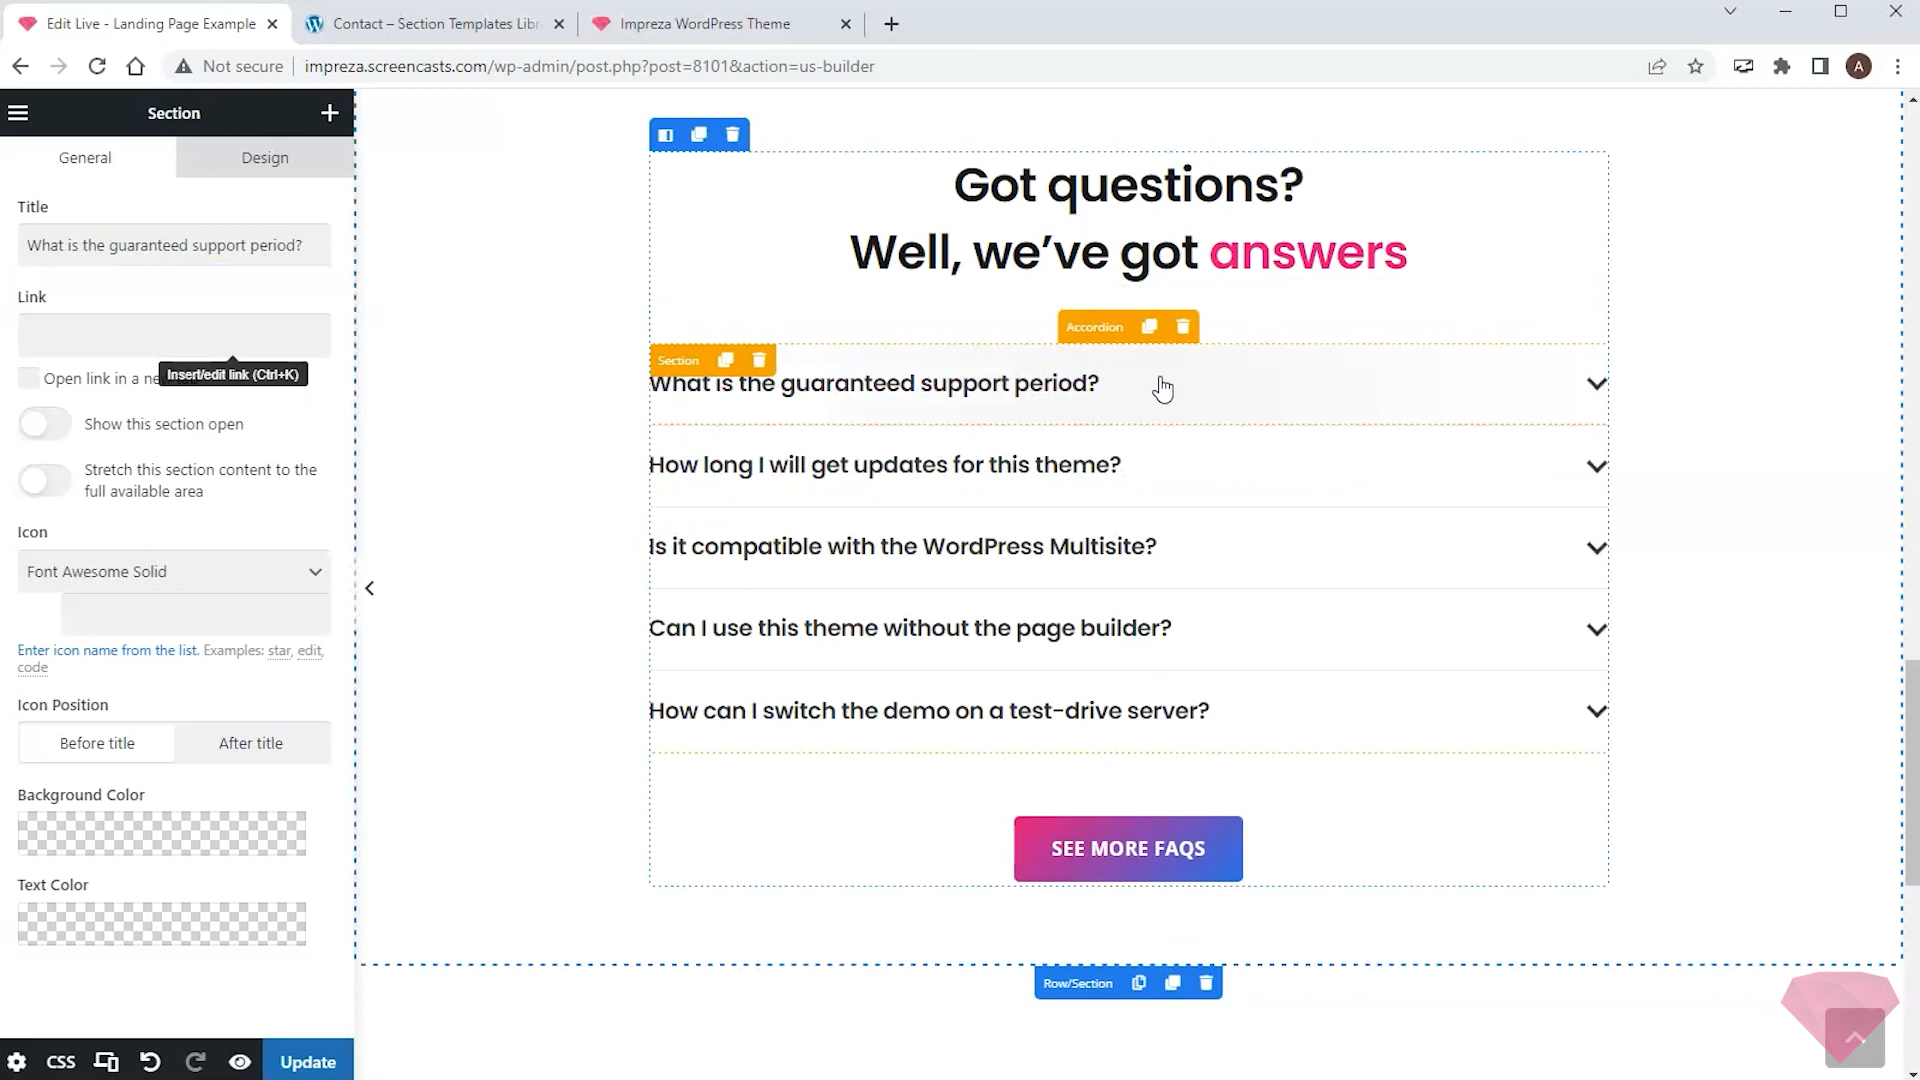 Edit Live - Landing Page Example
Contact – Section Templates Libr
Impreza WordPress Theme
Not secure
impreza.screencasts.com/wp-admin/post.php?post=8101&action=us-builder
A
Section
General
Design
Title
What is the guaranteed support period?
Link
Insert/edit link (Ctrl+K)
Open link in a ne
Show this section open
Stretch this section content to the
full available area
Icon
Font Awesome Solid
Enter icon name from the list. Examples: star, edit,
code
Icon Position
Before title
After title
Background Color
Text Color
CSS
Update
Got questions?
Well, we’ve got answers
Accordion
Section
What is the guaranteed support period?
How long I will get updates for this theme?
Is it compatible with the WordPress Multisite?
Can I use this theme without the page builder?
How can I switch the demo on a test-drive server?
SEE MORE FAQS
Row/Section